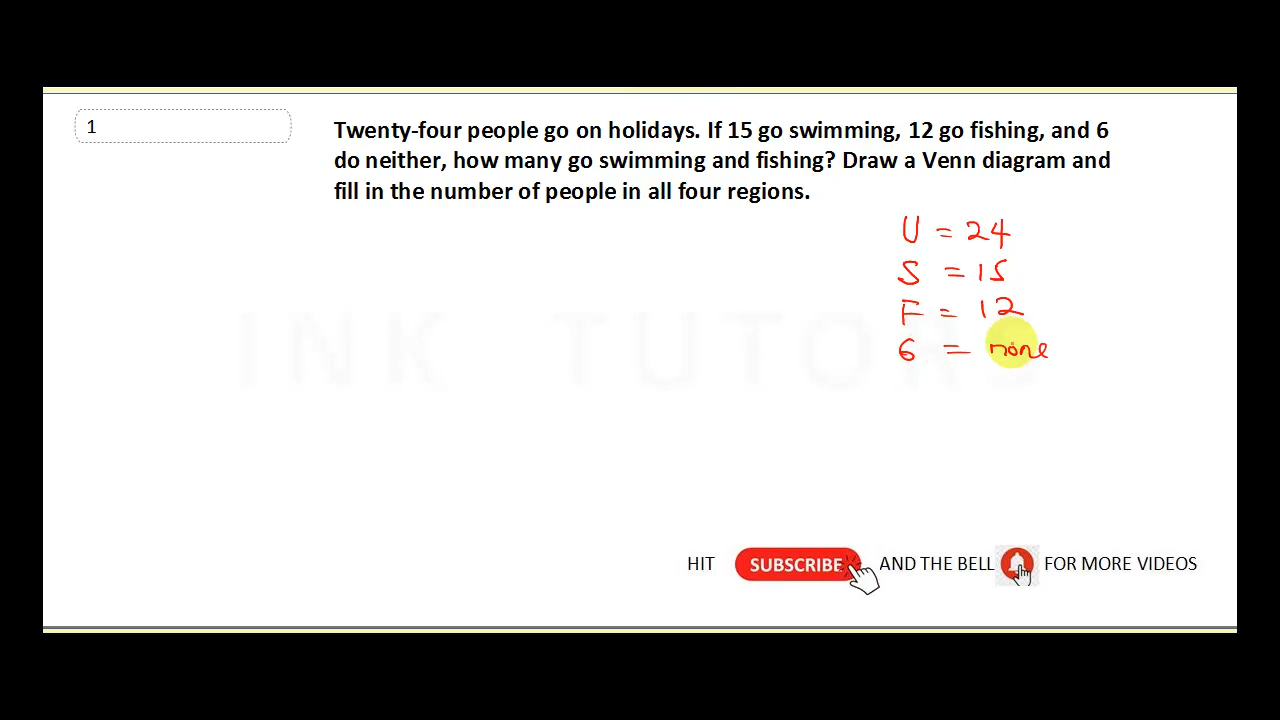 1
Twenty-four people go on holidays. If 15 go swimming, 12 go fishing, and 6
do neither, how many go swimming and fishing? Draw a Venn diagram and
fill in the number of people in all four regions.
U = 24
S = 15
F = 12
6 = none
INK TUTORS
HIT SUBSCRIBE AND THE BELL FOR MORE VIDEOS